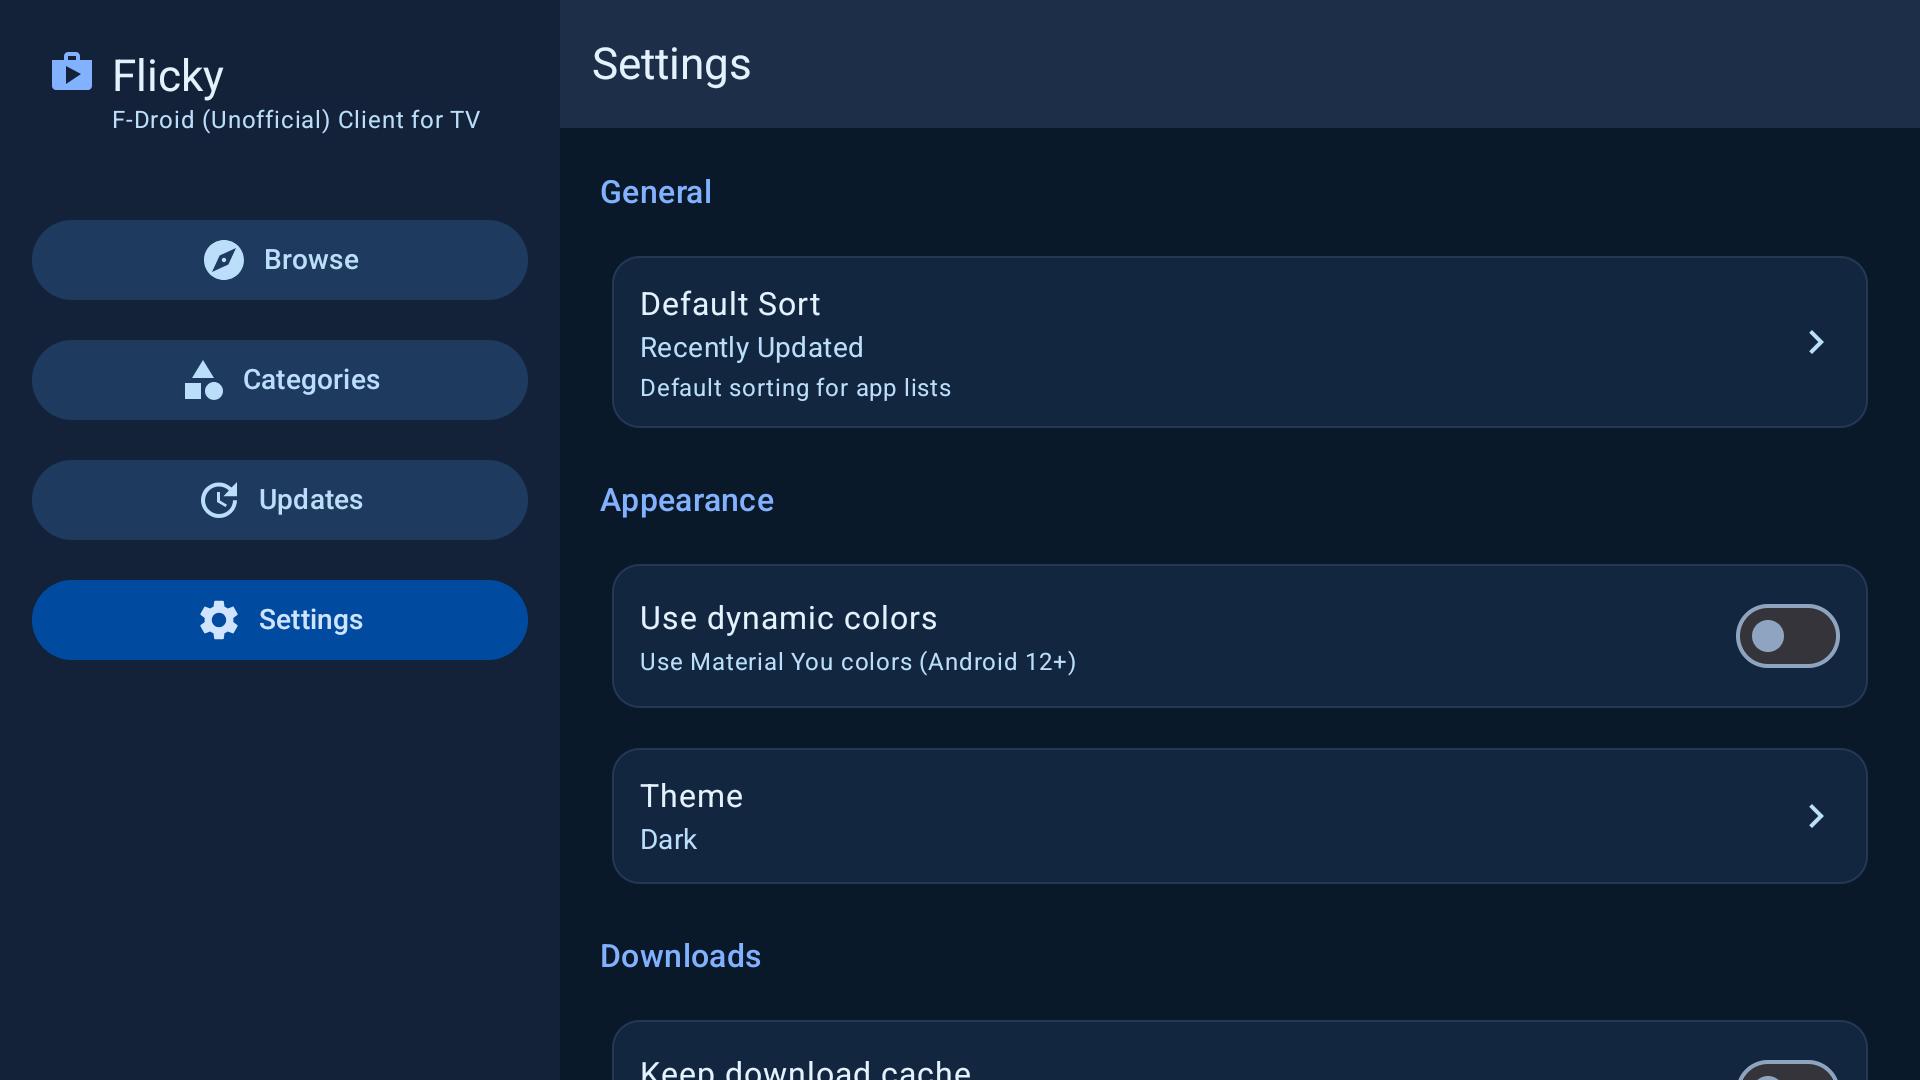 Flicky
F-Droid (Unofficial) Client for TV
Browse
Categories
Updates
Settings
Settings
General
Default Sort
Recently Updated
Default sorting for app lists
Appearance
Use dynamic colors
Use Material You colors (Android 12+)
Theme
Dark
Downloads
Keep download cache